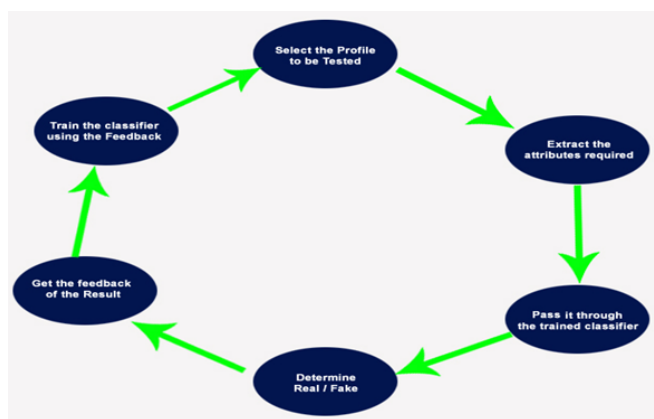 Select the Profile
to be Tested
Extract the
attributes required
Pass it through
the trained classifier
Determine
Real / Fake
Get the feedback
of the Result
Train the classifier
using the Feedback